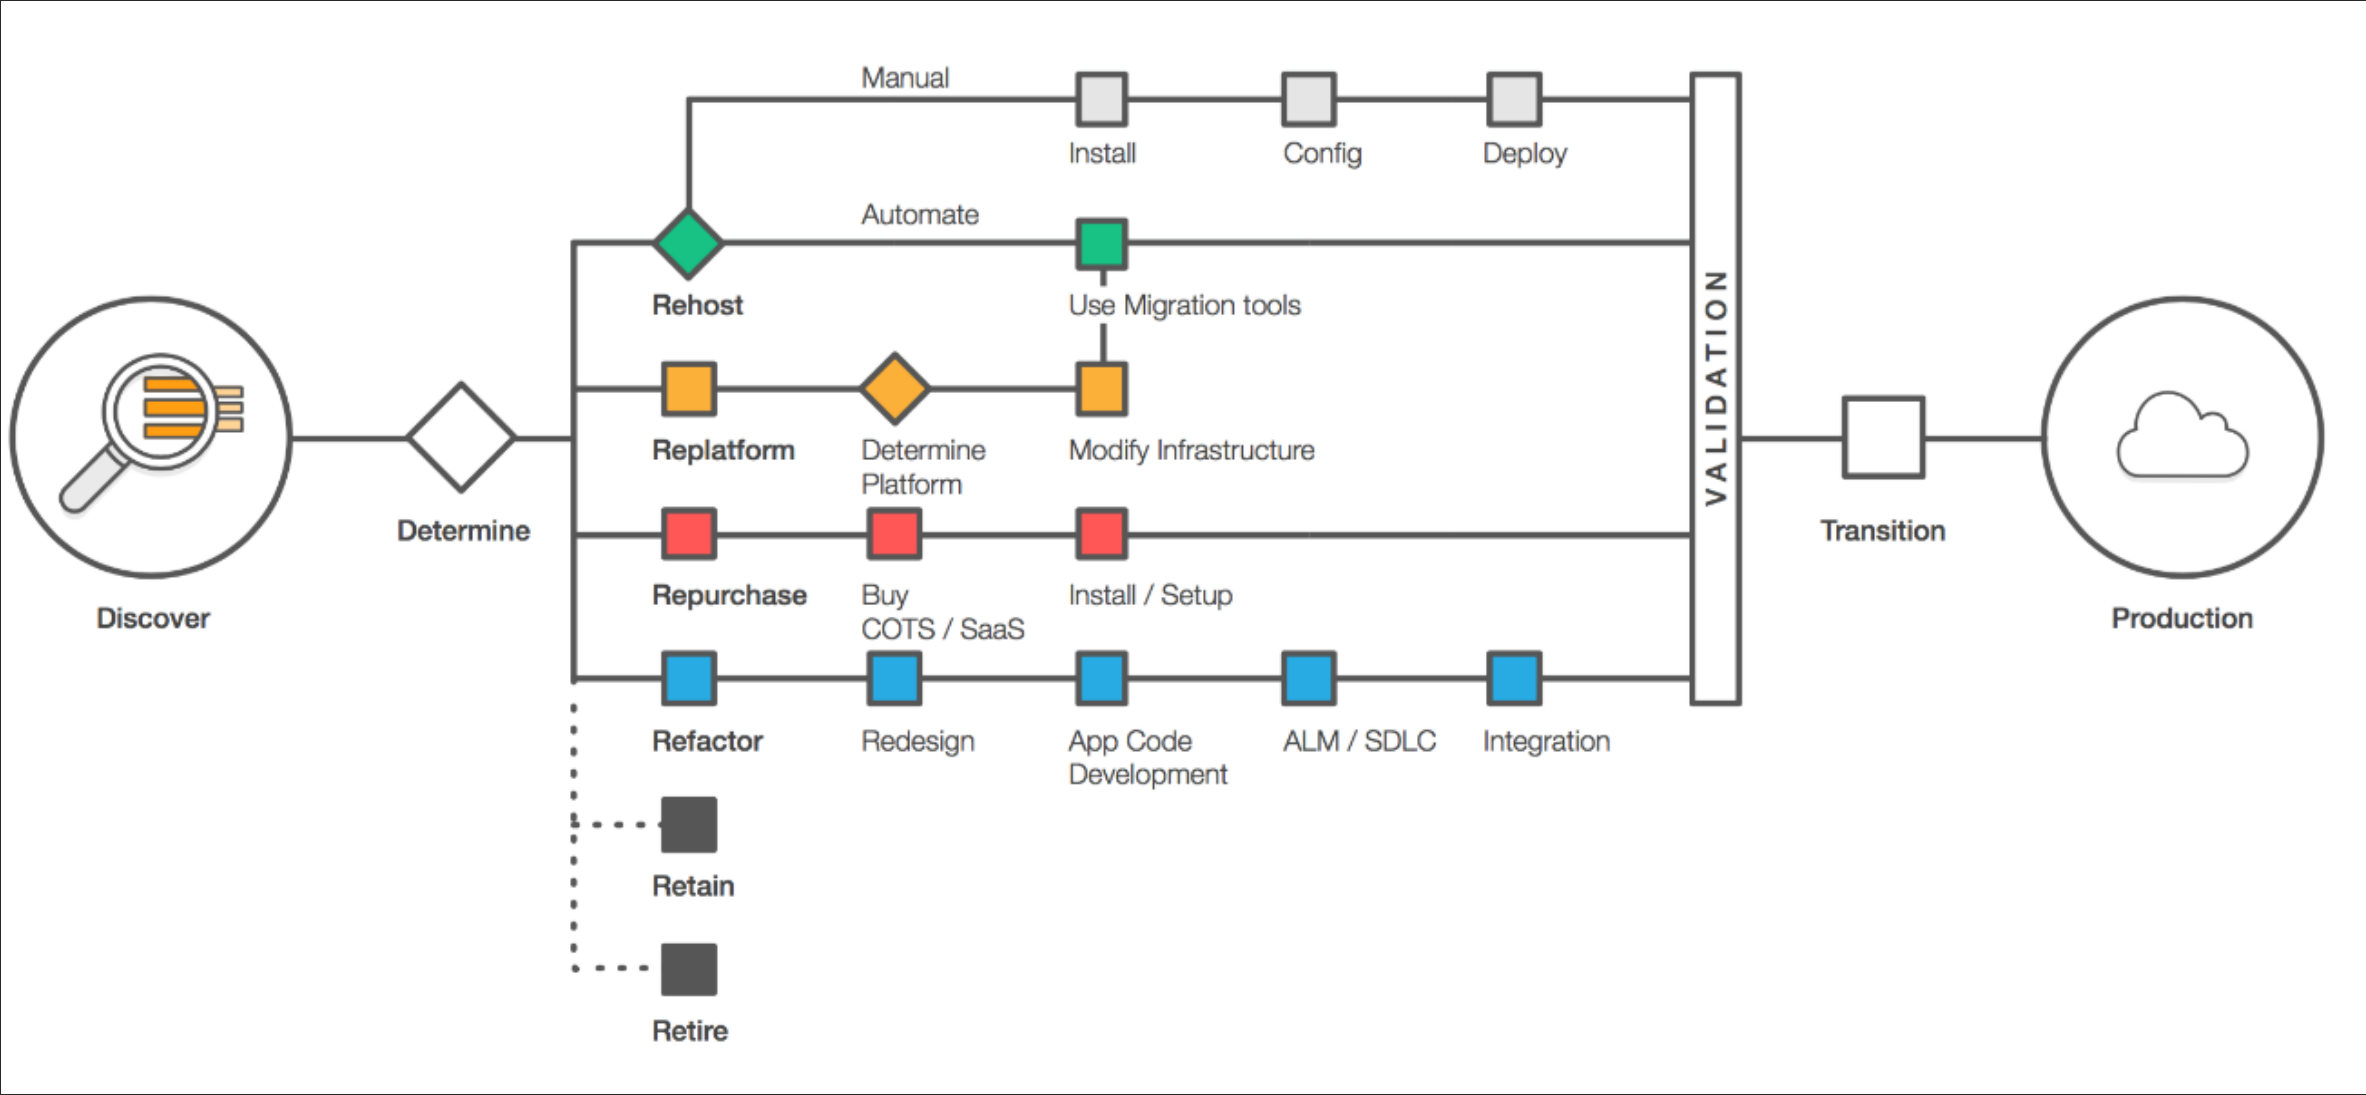 Manual
Install
Config
Deploy
Automate
Rehost
Use Migration tools
Replatform
Determine
Platform
Modify Infrastructure
Repurchase
Buy
COTS / SaaS
Install / Setup
Refactor
Redesign
App Code
Development
ALM / SDLC
Integration
Retain
Retire
Discover
Determine
VALIDATION
Transition
Production